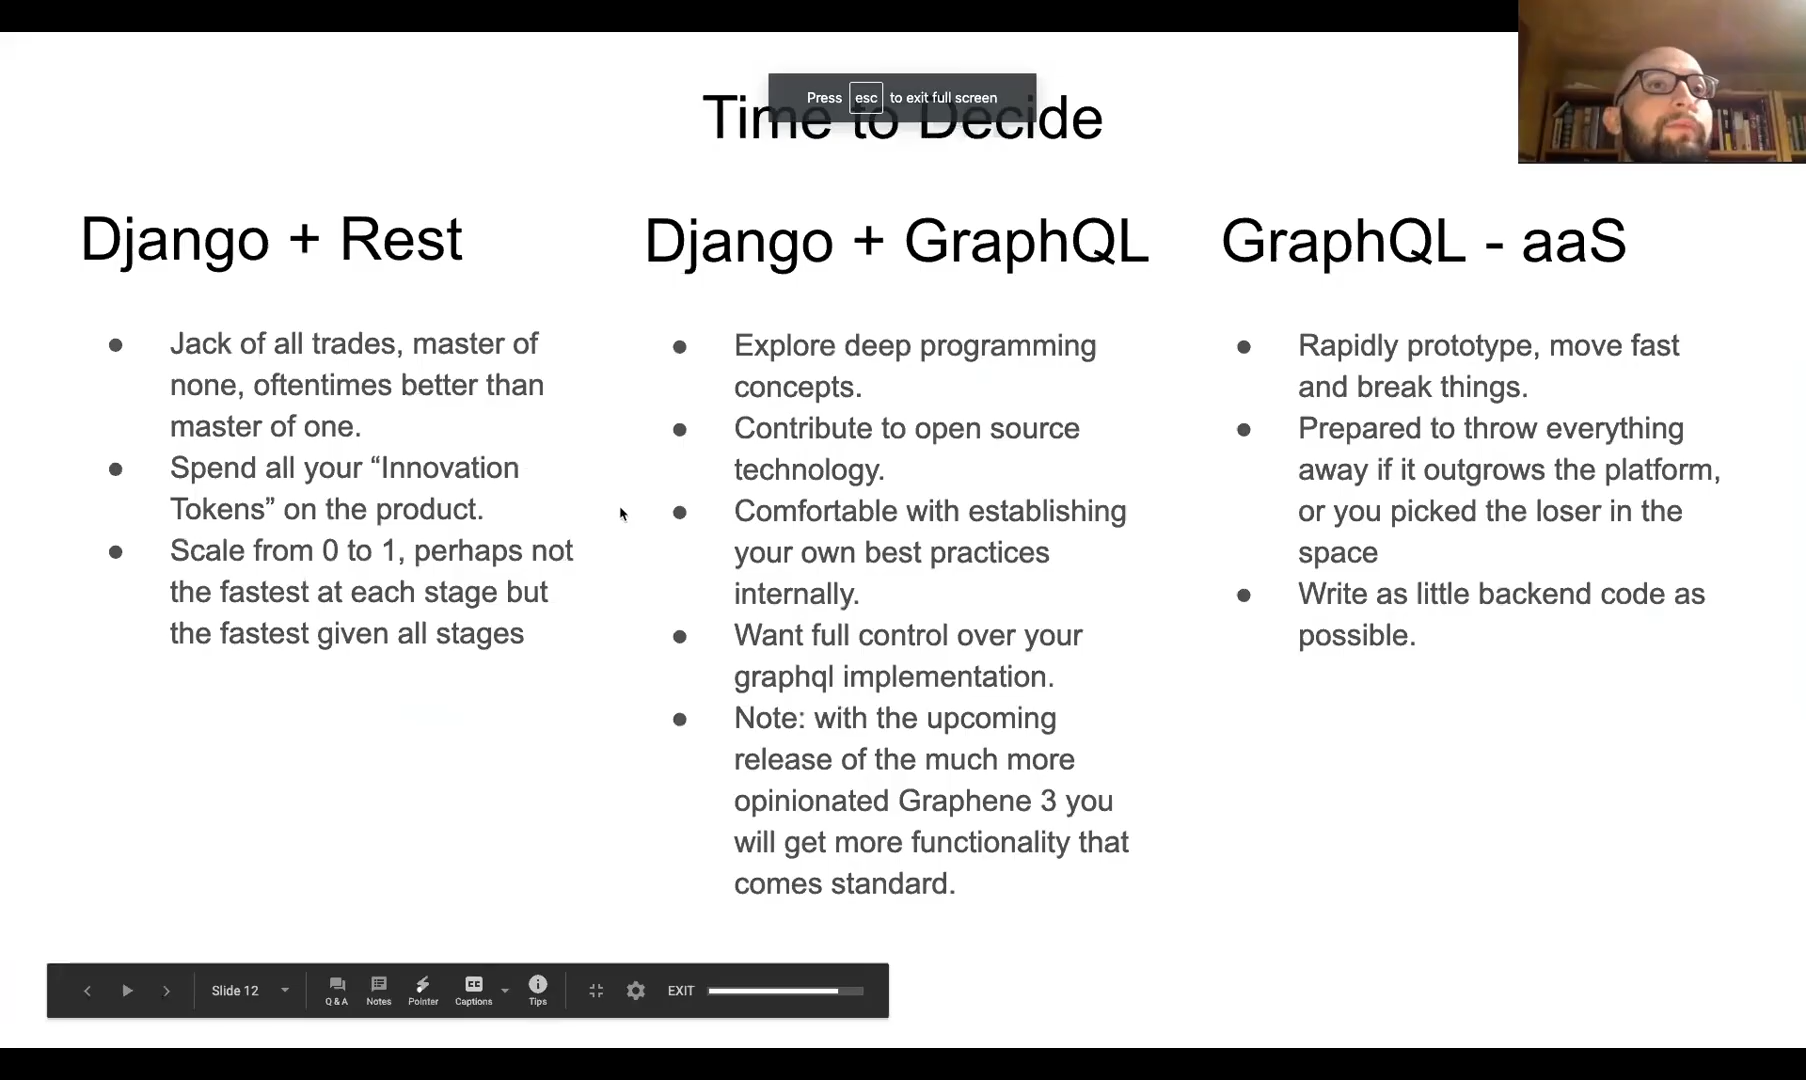 Time to Decide
Press esc to exit full screen
Django + Rest
● Jack of all trades, master of
none, oftentimes better than
master of one.
● Spend all your “Innovation
Tokens” on the product.
● Scale from 0 to 1, perhaps not
the fastest at each stage but
the fastest given all stages
Django + GraphQL
● Explore deep programming
concepts.
● Contribute to open source
technology.
● Comfortable with establishing
your own best practices
internally.
● Want full control over your
graphql implementation.
● Note: with the upcoming
release of the much more
opinionated Graphene 3 you
will get more functionality that
comes standard.
GraphQL - aaS
● Rapidly prototype, move fast
and break things.
● Prepared to throw everything
away if it outgrows the platform,
or you picked the loser in the
space
● Write as little backend code as
possible.
Slide 12
Q & A
Notes
Pointer
CC
Captions
Tips
EXIT